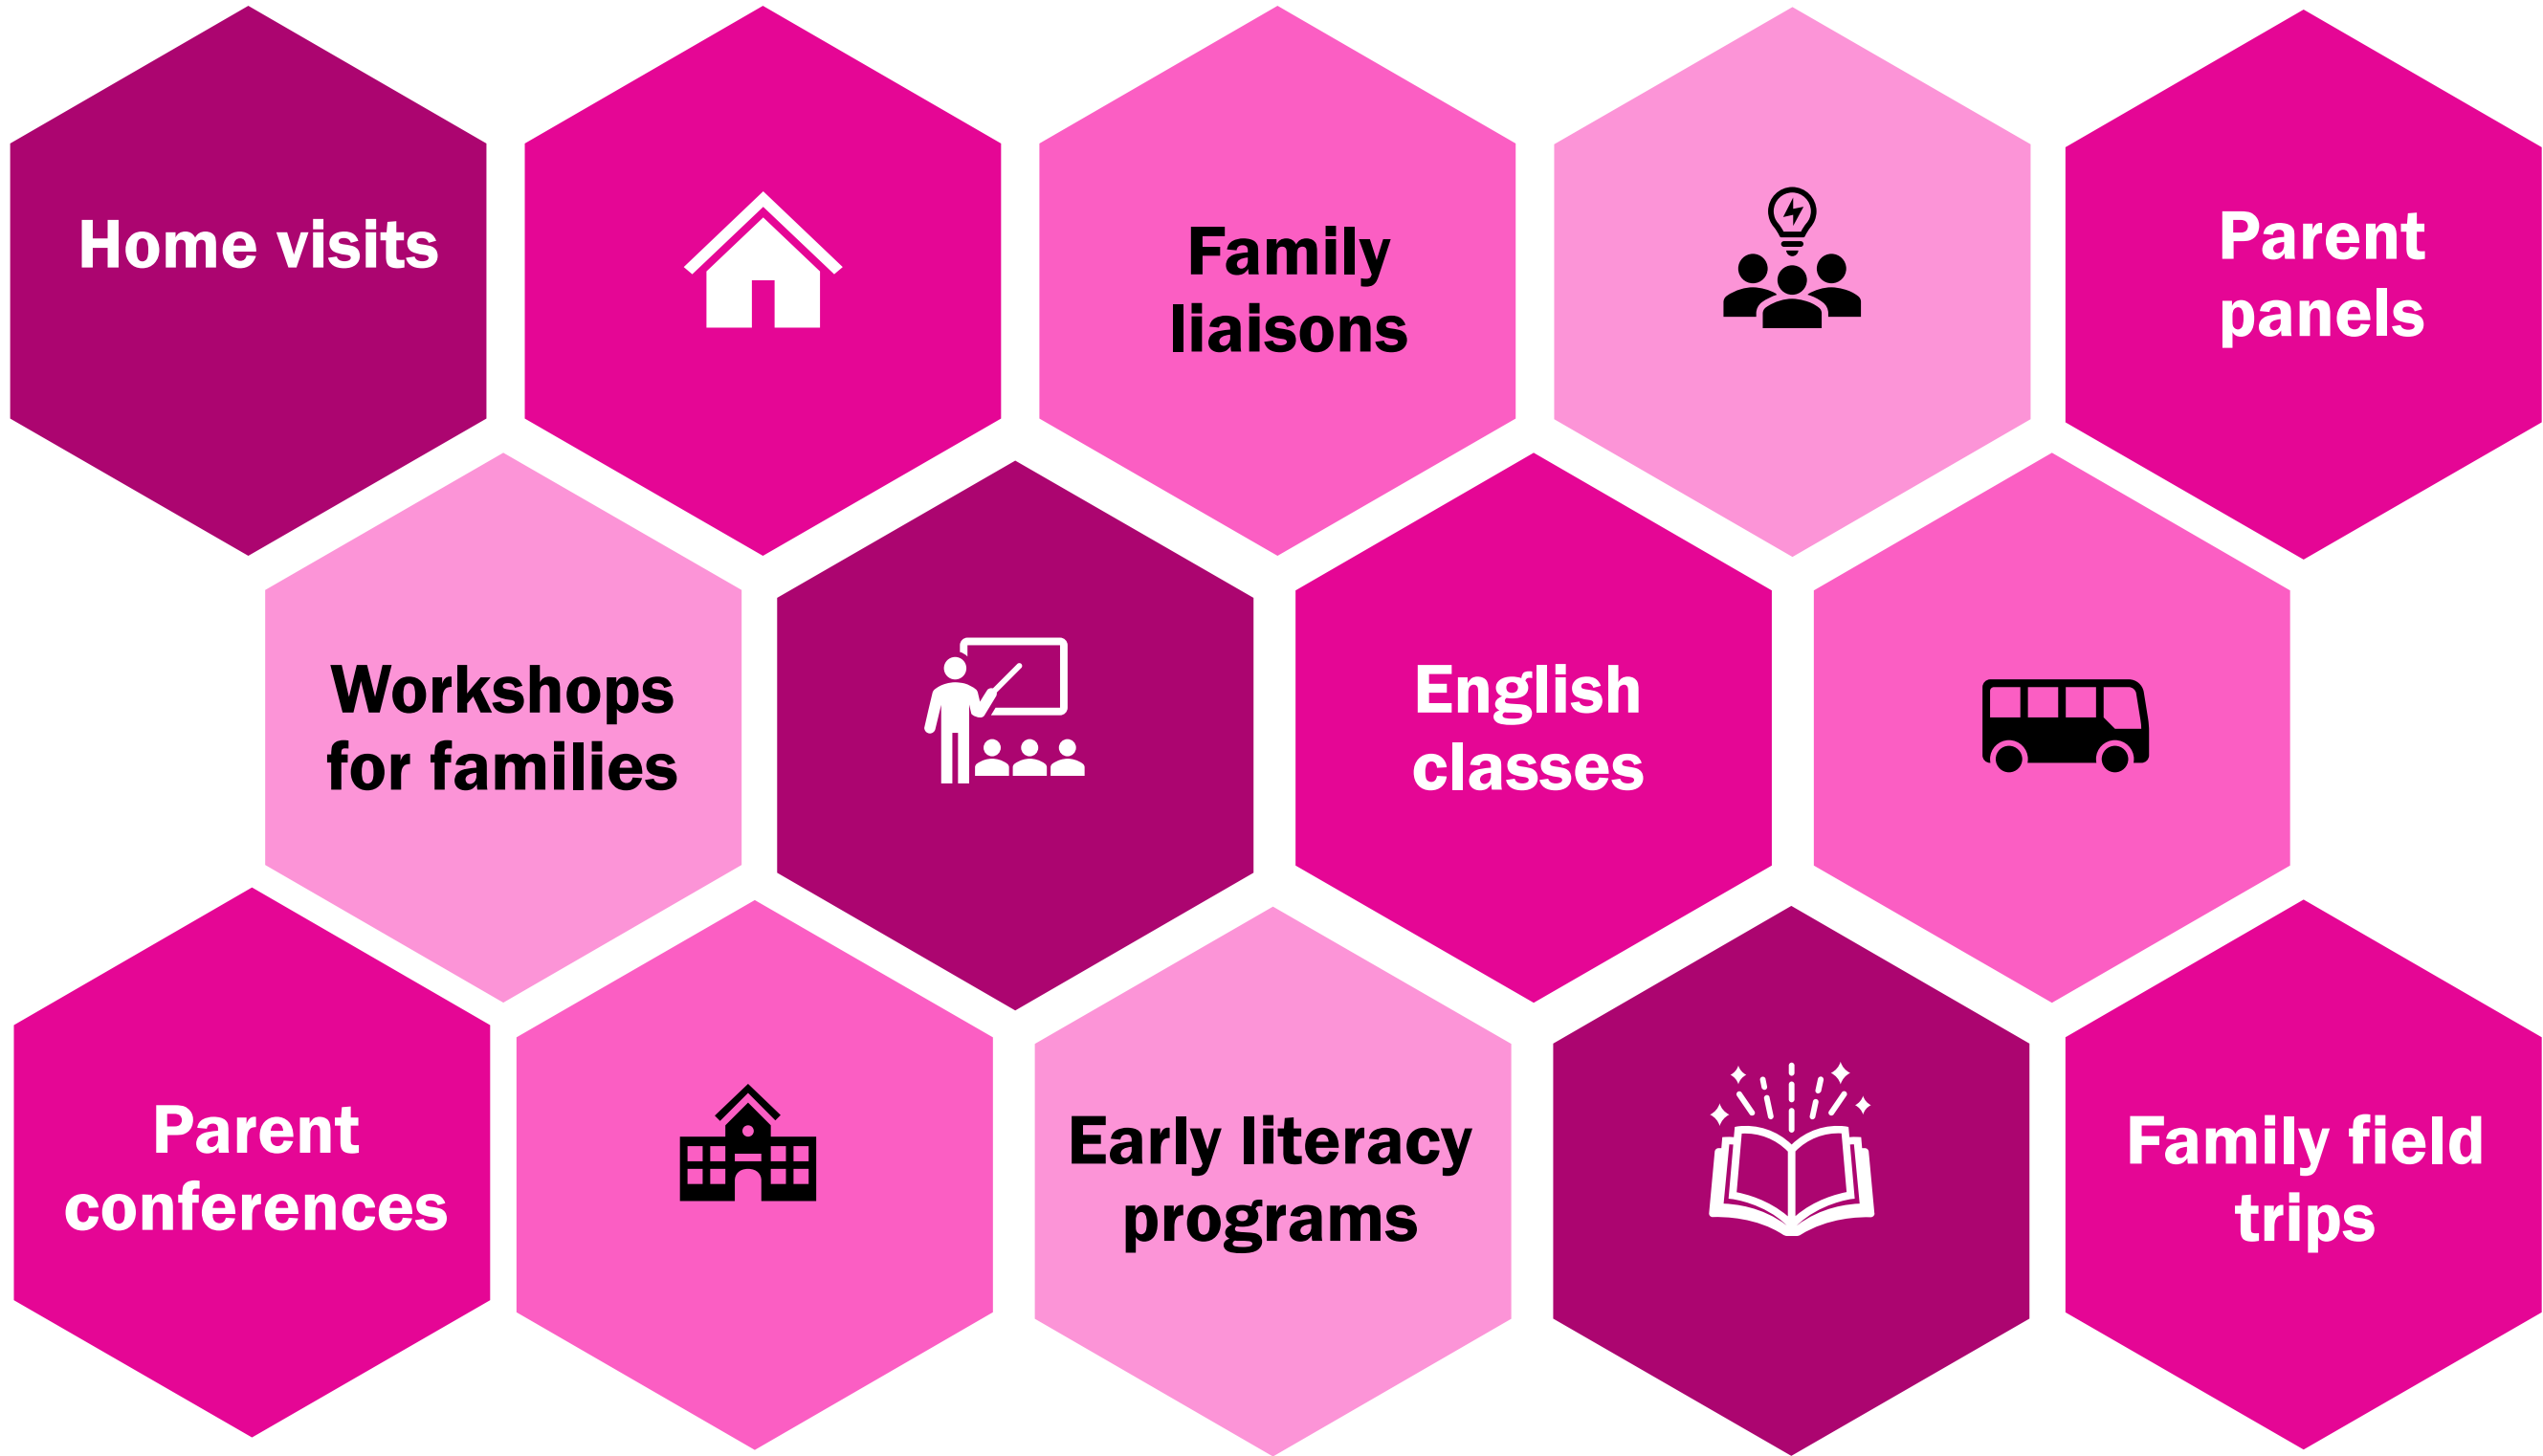 Home visits
Family
liaisons
Parent
panels
Workshops
for families
English
classes
Parent
conferences
Early literacy
programs
Family field
trips